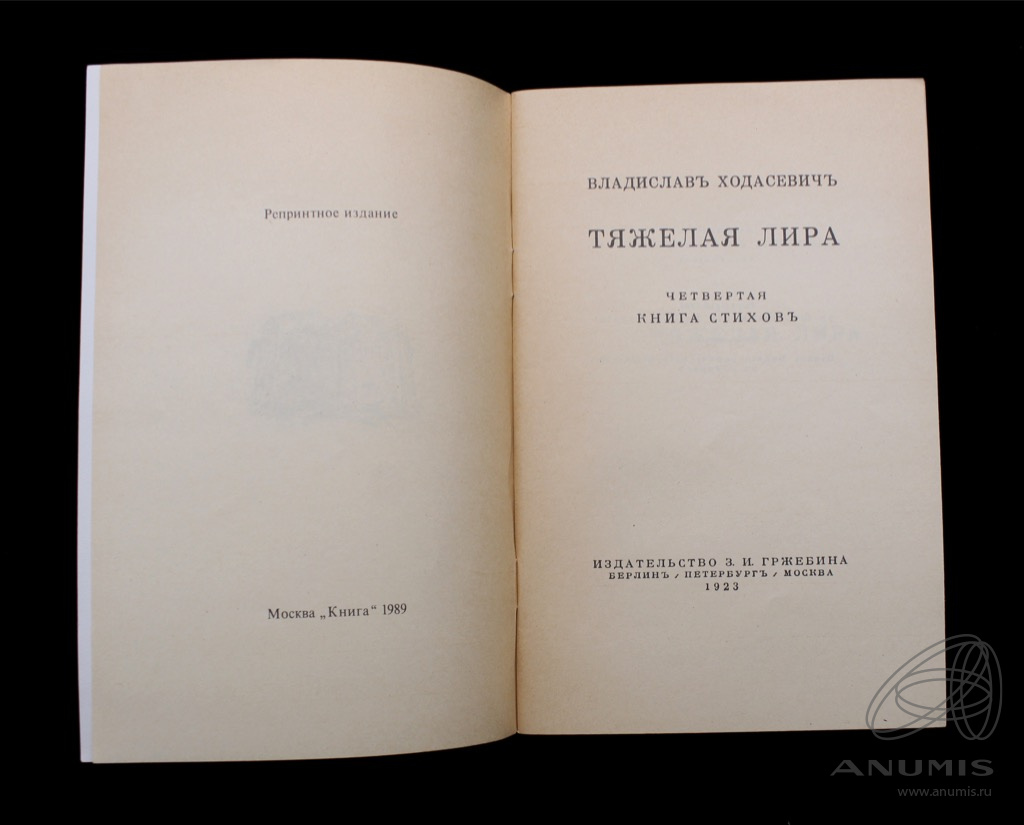 Репринтное издание
Москва „Книга“ 1989
ВЛАДИСЛАВЪ ХОДАСЕВИЧЪ
ТЯЖЕЛАЯ ЛИРА
ЧЕТВЕРТАЯ
КНИГА СТИХОВЪ
ИЗДАТЕЛЬСТВО З. И. ГРЖЕБИНА
БЕРЛИНЪ / ПЕТЕРБУРГЪ / МОСКВА
1923
ANUMIS
www.anumis.ru